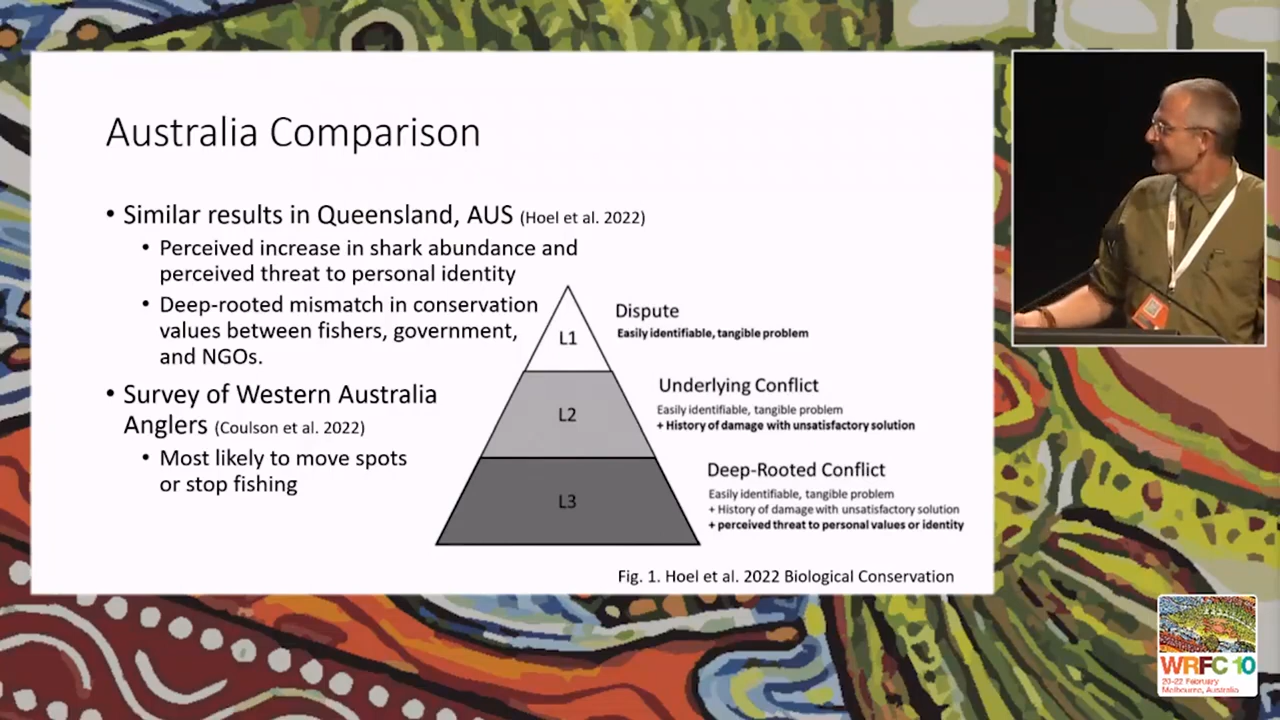 Australia Comparison
• Similar results in Queensland, AUS (Hoel et al. 2022)
• Perceived increase in shark abundance and
perceived threat to personal identity
• Deep-rooted mismatch in conservation
values between fishers, government,
and NGOs.
• Survey of Western Australia
Anglers (Coulson et al. 2022)
• Most likely to move spots
or stop fishing
L1
Dispute
Easily identifiable, tangible problem
L2
Underlying Conflict
Easily identifiable, tangible problem
+ History of damage with unsatisfactory solution
L3
Deep-Rooted Conflict
Easily identifiable, tangible problem
+ History of damage with unsatisfactory solution
+ perceived threat to personal values or identity
Fig. 1. Hoel et al. 2022 Biological Conservation
WRFC 10
20-22 February
Melbourne, Australia